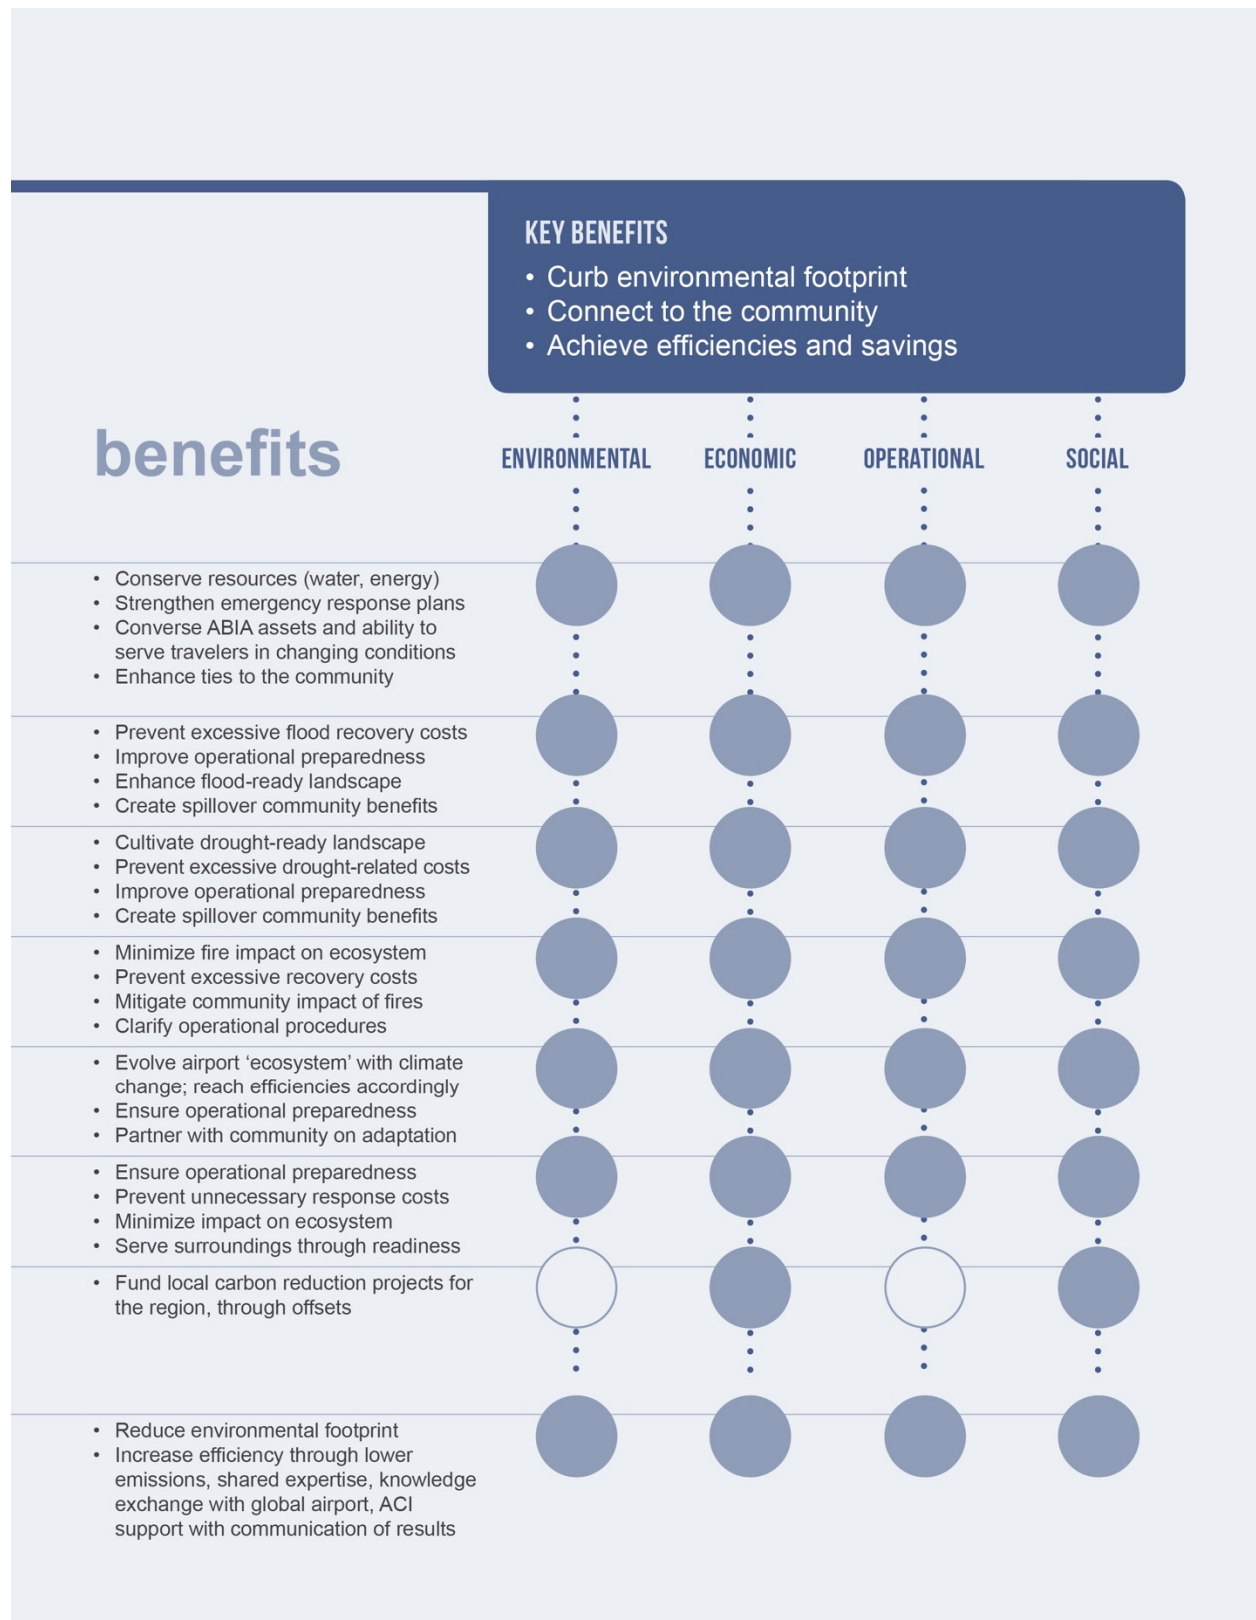 KEY BENEFITS
• Curb environmental footprint
• Connect to the community
• Achieve efficiencies and savings
benefits
ENVIRONMENTAL ECONOMIC OPERATIONAL SOCIAL
• Conserve resources (water, energy)
• Strengthen emergency response plans
• Converse ABIA assets and ability to
serve travelers in changing conditions
• Enhance ties to the community
• Prevent excessive flood recovery costs
• Improve operational preparedness
• Enhance flood-ready landscape
• Create spillover community benefits
• Cultivate drought-ready landscape
• Prevent excessive drought-related costs
• Improve operational preparedness
• Create spillover community benefits
• Minimize fire impact on ecosystem
• Prevent excessive recovery costs
• Mitigate community impact of fires
• Clarify operational procedures
• Evolve airport ‘ecosystem’ with climate
change; reach efficiencies accordingly
• Ensure operational preparedness
• Partner with community on adaptation
• Ensure operational preparedness
• Prevent unnecessary response costs
• Minimize impact on ecosystem
• Serve surroundings through readiness
• Fund local carbon reduction projects for
the region, through offsets
• Reduce environmental footprint
• Increase efficiency through lower
emissions, shared expertise, knowledge
exchange with global airport, ACI
support with communication of results